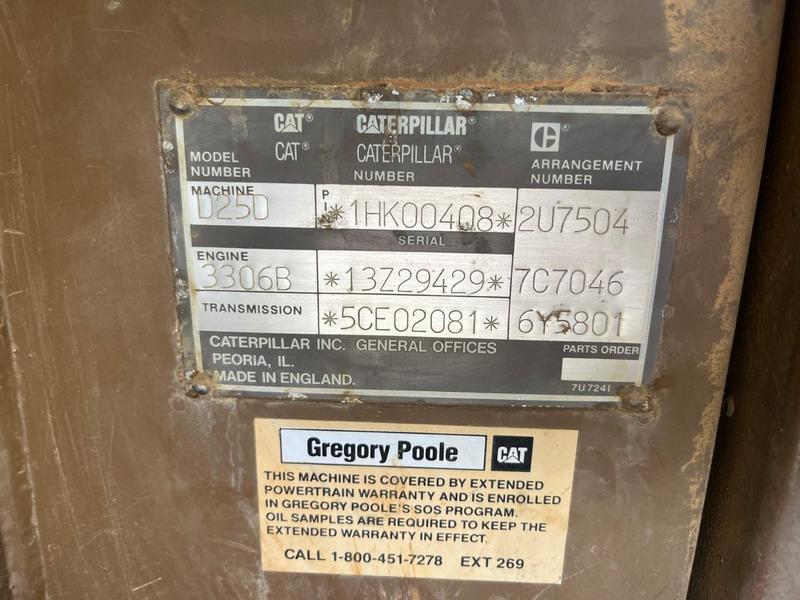 CAT® CATERPILLAR® C®
MODEL NUMBER CAT® CATERPILLAR® NUMBER ARRANGEMENT NUMBER
MACHINE D25D PIN *1HK00408* 2U7504
SERIAL
ENGINE 3306B *13Z29429* 7C7046
TRANSMISSION *5CE02081* 6Y5801
CATERPILLAR INC. GENERAL OFFICES PARTS ORDER
PEORIA, IL.
MADE IN ENGLAND. 7U7241
Gregory Poole CAT
THIS MACHINE IS COVERED BY EXTENDED
POWERTRAIN WARRANTY AND IS ENROLLED
IN GREGORY POOLE'S SOS PROGRAM.
OIL SAMPLES ARE REQUIRED TO KEEP THE
EXTENDED WARRANTY IN EFFECT.
CALL 1-800-451-7278 EXT 269